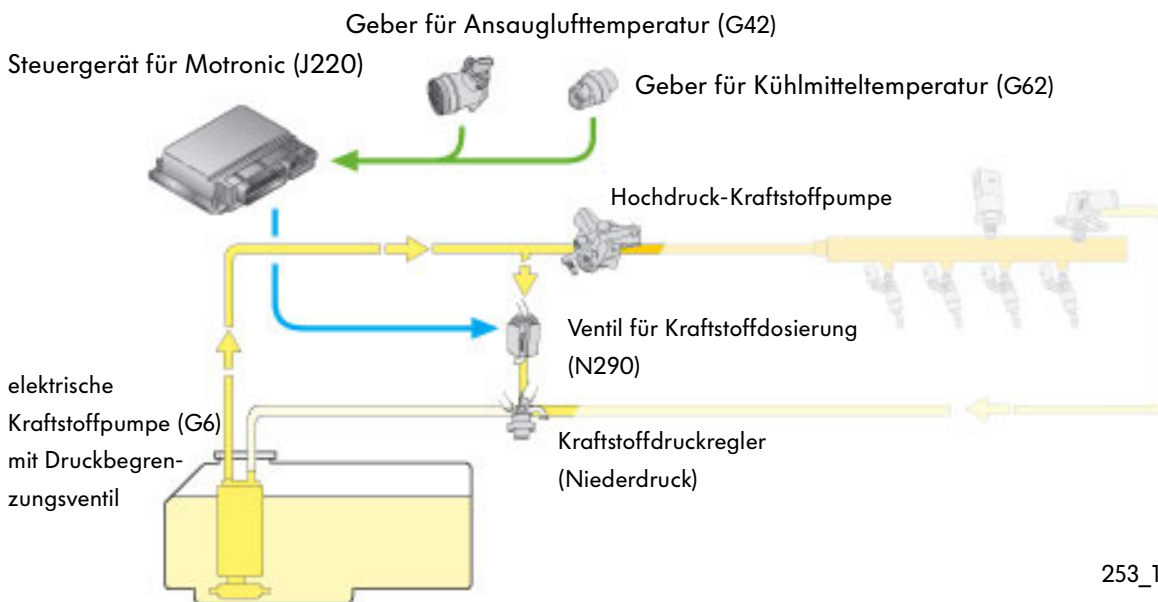 Geber für Ansauglufttemperatur (G42)
Steuergerät für Motronic (J220)
Geber für Kühlmitteltemperatur (G62)
Hochdruck-Kraftstoffpumpe
Ventil für Kraftstoffdosierung
(N290)
elektrische
Kraftstoffpumpe (G6)
mit Druckbegren-
zungsventil
Kraftstoffdruckregler
(Niederdruck)
253_1